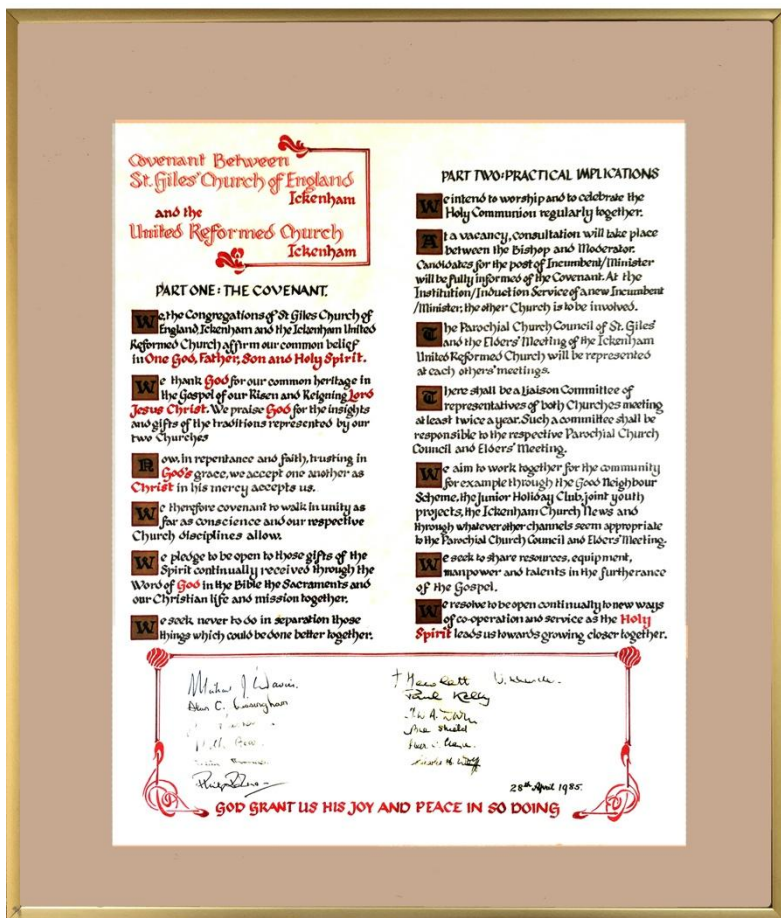 Covenant Between
St. Giles' Church of England
Ickenham
and the
United Reformed Church
Ickenham
PART ONE: THE COVENANT.
We, the Congregations of St Giles Church of
England, Ickenham and the Ickenham United
Reformed Church affirm our common belief
in One God, Father, Son and Holy Spirit.
We thank God for our common heritage in
the Gospel of our Risen and Reigning Lord
Jesus Christ. We praise God for the insights
and gifts of the traditions represented by our
two Churches
Now, in repentance and faith, trusting in
God's grace, we accept one another as
Christ in his mercy accepts us.
We therefore covenant to walk in unity as
far as conscience and our respective
Church disciplines allow.
We pledge to be open to those gifts of the
Spirit continually received through the
Word of God in the Bible the Sacraments and
our Christian life and mission together.
We seek never to do in separation those
things which could be done better together.
PART TWO: PRACTICAL IMPLICATIONS
We intend to worship and to celebrate the
Holy Communion regularly together.
At a vacancy, consultation will take place
between the Bishop and Moderator.
Candidates for the post of Incumbent/Minister
will be fully informed of the Covenant. At the
Institution/Induction Service of a new Incumbent
/Minister, the other Church is to be involved.
The Parochial Church Council of St. Giles'
and the Elders' Meeting of the Ickenham
United Reformed Church will be represented
at each others' meetings.
There shall be a Liaison Committee of
representatives of both Churches meeting
at least twice a year. Such a committee shall be
responsible to the respective Parochial Church
Council and Elders' Meeting.
We aim to work together for the community
for example through the Good Neighbour
Scheme, the Junior Holiday Club, joint youth
projects, the Ickenham Church News and
through whatever other channels seem appropriate
to the Parochial Church Council and Elders' Meeting.
We seek to share resources, equipment,
manpower and talents in the furtherance
of the Gospel.
We resolve to be open continually to new ways
of co-operation and service as the Holy
Spirit leads us towards growing closer together.
Michael J.
Alan C.
Paul Kelly
Shield
28th April 1985.
GOD GRANT US HIS JOY AND PEACE IN SO DOING